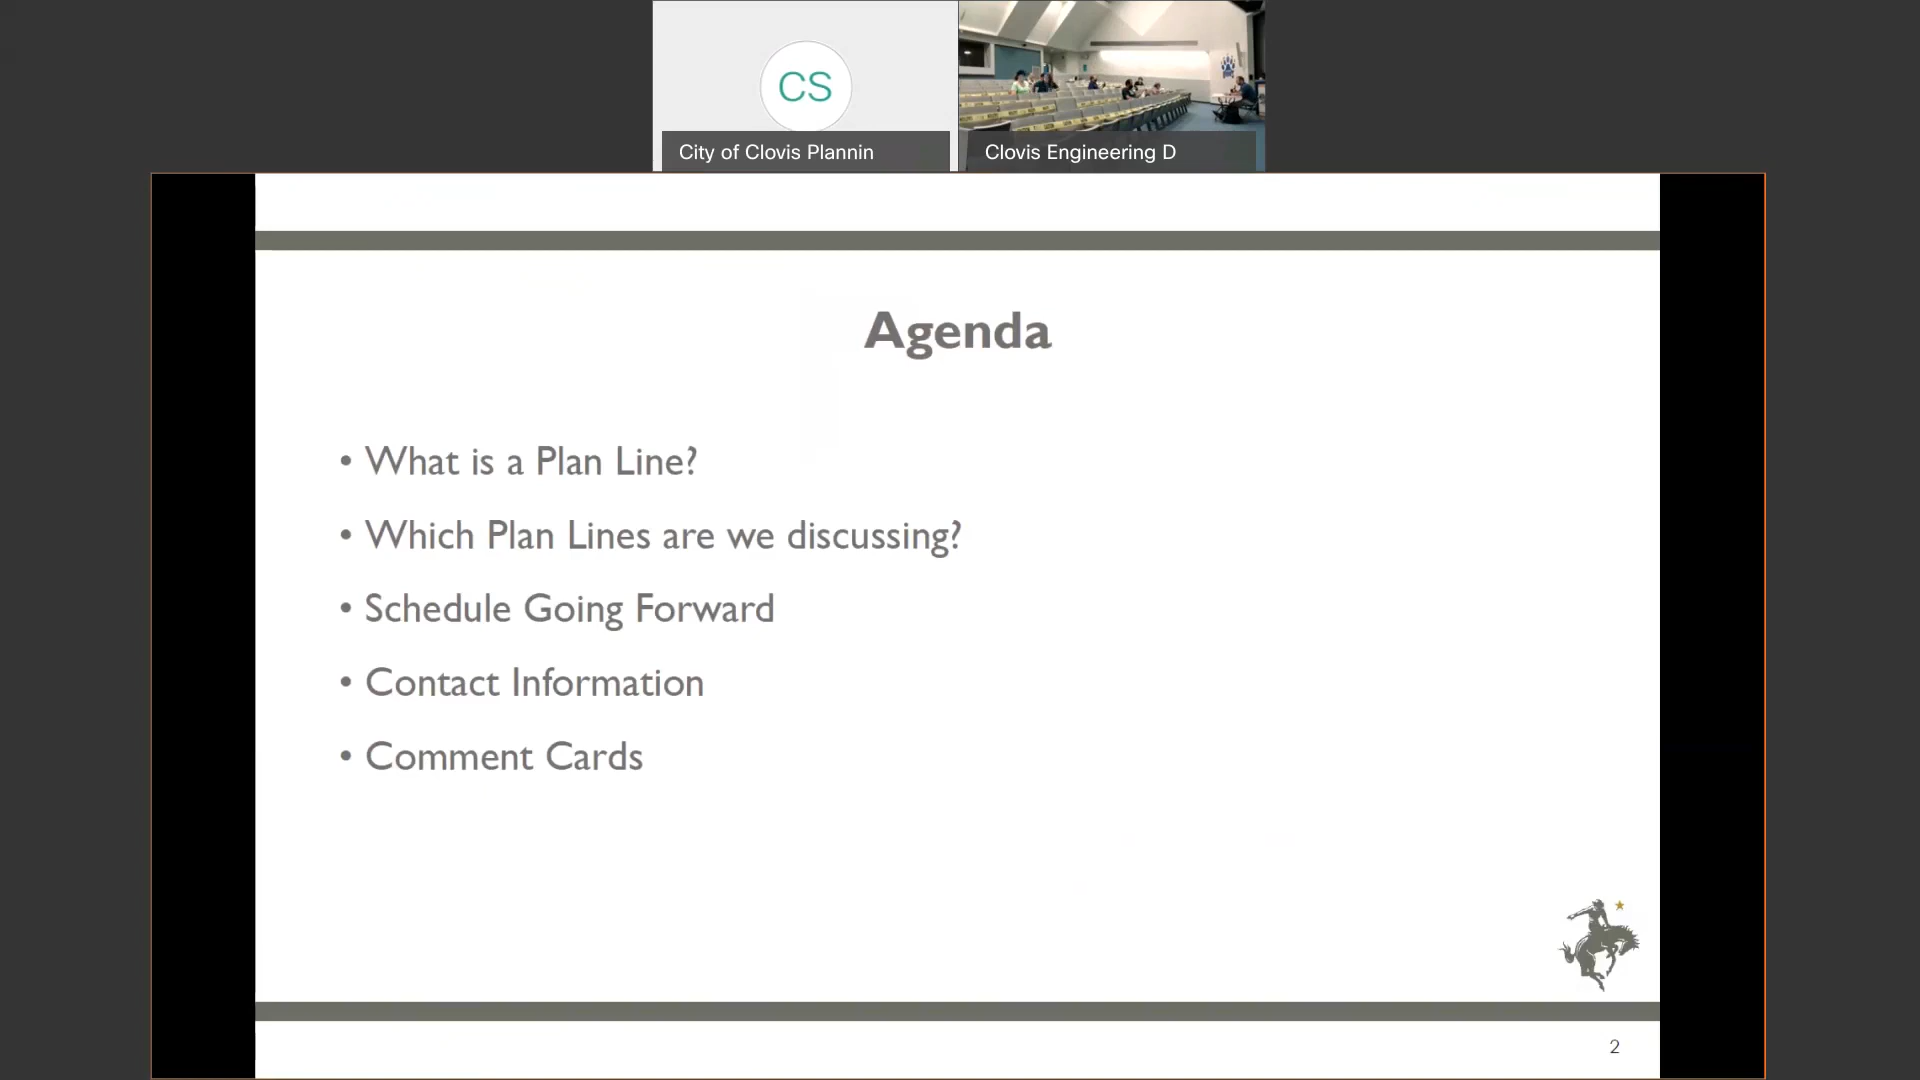 CS
City of Clovis Plannin
Clovis Engineering D
Agenda
• What is a Plan Line?
• Which Plan Lines are we discussing?
• Schedule Going Forward
• Contact Information
• Comment Cards
2